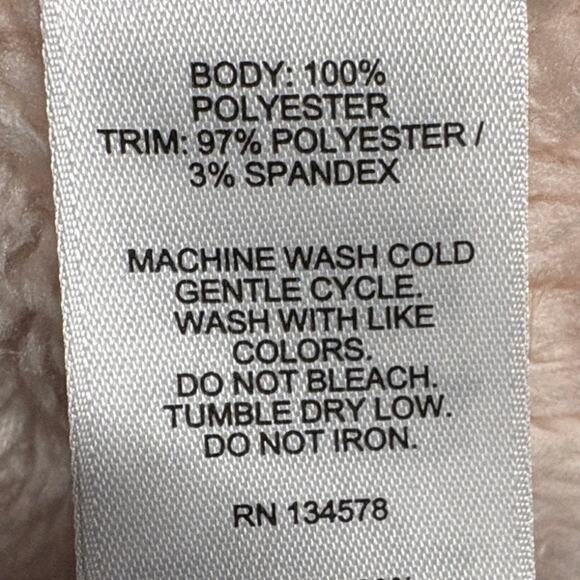 BODY: 100%
POLYESTER
TRIM: 97% POLYESTER /
3% SPANDEX
MACHINE WASH COLD
GENTLE CYCLE.
WASH WITH LIKE
COLORS.
DO NOT BLEACH.
TUMBLE DRY LOW.
DO NOT IRON.
RN 134578